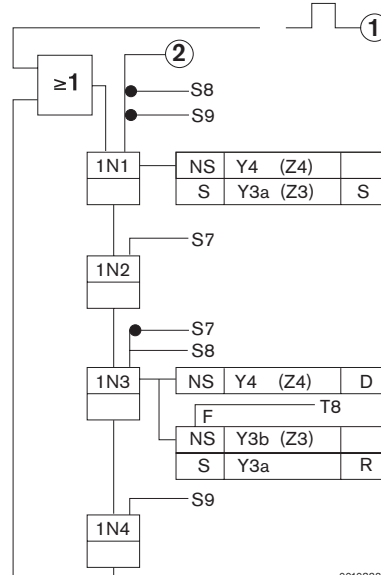 1
2
≥1
S8
S9
1N1 NS Y4 (Z4)
S Y3a (Z3) S
S7
1N2
S7
S8
1N3 NS Y4 (Z4) D
T8
F
NS Y3b (Z3)
S Y3a R
S9
1N4